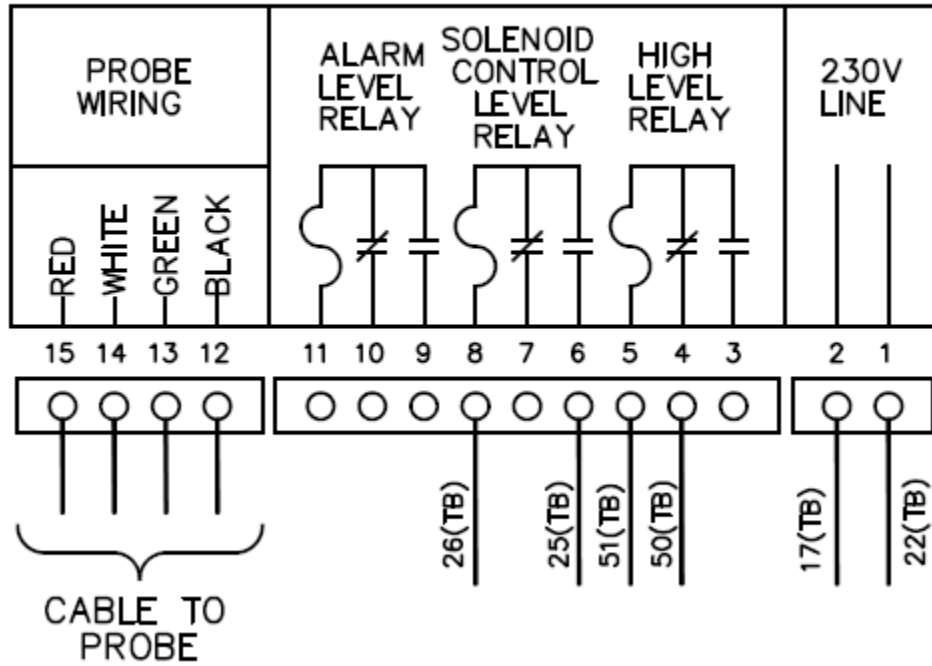 PROBE
WIRING
ALARM
LEVEL
RELAY
SOLENOID
CONTROL
LEVEL
RELAY
HIGH
LEVEL
RELAY
230V
LINE
RED
WHITE
GREEN
BLACK
15 14 13 12 11 10 9 8 7 6 5 4 3 2 1
26(TB)
25(TB)
51(TB)
50(TB)
17(TB)
22(TB)
CABLE TO
PROBE